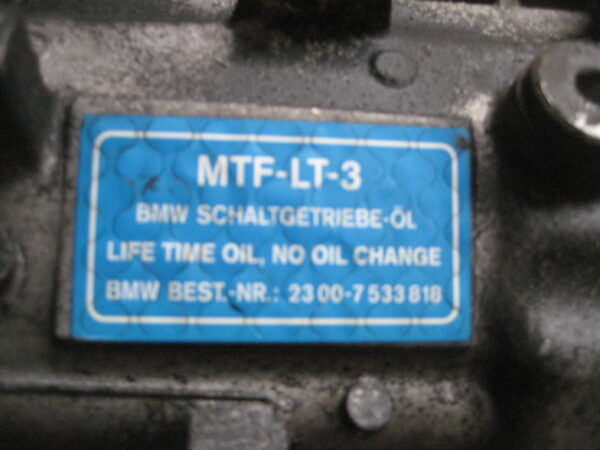 MTF-LT-3
BMW SCHALTGETRIEBE-ÖL
LIFE TIME OIL, NO OIL CHANGE
BMW BEST.-NR.: 23 00-7 533 818